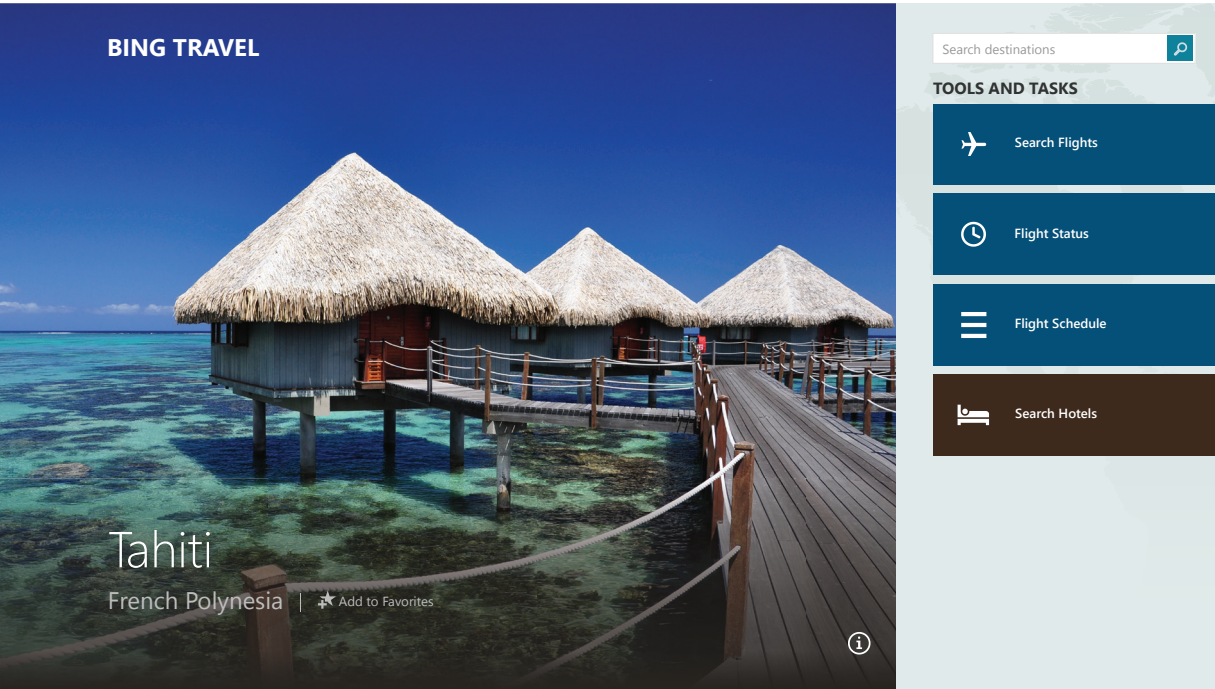 BING TRAVEL
Tahiti
French Polynesia | Add to Favorites
Search destinations
TOOLS AND TASKS
Search Flights
Flight Status
Flight Schedule
Search Hotels